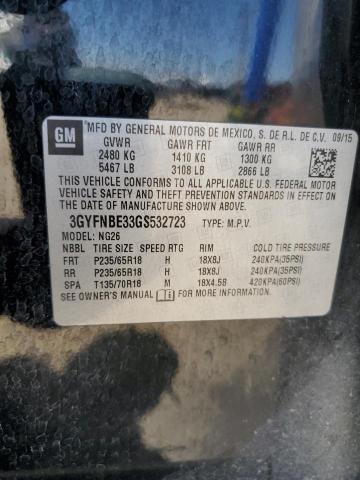 GM
MFD BY GENERAL MOTORS DE MEXICO, S. DE R.L. DE C.V. 09/15
GVWR GAWR FRT GAWR RR
2480 KG 1410 KG 1300 KG
5467 LB 3108 LB 2866 LB
THIS VEHICLE CONFORMS TO ALL APPLICABLE U.S. FEDERAL MOTOR
VEHICLE SAFETY AND THEFT PREVENTION STANDARDS IN EFFECT ON
THE DATE OF MANUFACTURE SHOWN ABOVE.
3GYFNBE33GS532723 TYPE: M.P.V.
MODEL: NG26
NBBL TIRE SIZE SPEED RTG RIM COLD TIRE PRESSURE
FRT P235/65R18 H 18X8J 240KPA(35PSI)
RR P235/65R18 H 18X8J 240KPA(35PSI)
SPA T135/70R18 18X4.5B 420KPA(60PSI)
SEE OWNER'S MANUAL FOR MORE INFORMATION